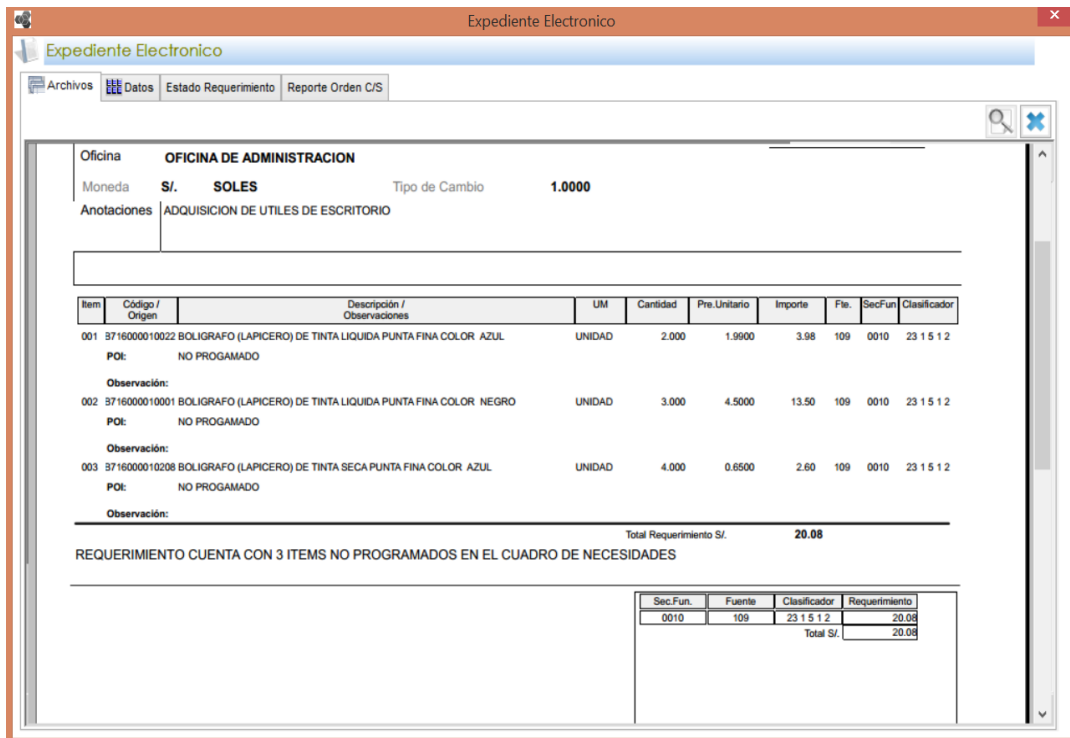 Expediente Electronico
Expediente Electronico
Archivos Datos Estado Requerimiento Reporte Orden C/S
Oficina OFICINA DE ADMINISTRACION
Moneda S/. SOLES Tipo de Cambio 1.0000
Anotaciones ADQUISICION DE UTILES DE ESCRITORIO
Item Código / Origen Descripción / Observaciones UM Cantidad Pre.Unitario Importe Fte. SecFun Clasificador
001 B716000010022 BOLIGRAFO (LAPICERO) DE TINTA LIQUIDA PUNTA FINA COLOR AZUL UNIDAD 2.000 1.9900 3.98 109 0010 23 1 5 1 2
POI: NO PROGAMADO
Observación:
002 B716000010001 BOLIGRAFO (LAPICERO) DE TINTA LIQUIDA PUNTA FINA COLOR NEGRO UNIDAD 3.000 4.5000 13.50 109 0010 23 1 5 1 2
POI: NO PROGAMADO
Observación:
003 B716000010208 BOLIGRAFO (LAPICERO) DE TINTA SECA PUNTA FINA COLOR AZUL UNIDAD 4.000 0.6500 2.60 109 0010 23 1 5 1 2
POI: NO PROGAMADO
Observación:
Total Requerimiento S/. 20.08
REQUERIMIENTO CUENTA CON 3 ITEMS NO PROGRAMADOS EN EL CUADRO DE NECESIDADES
Sec.Fun. Fuente Clasificador Requerimiento
0010 109 23 1 5 1 2 20.08
Total S/. 20.08